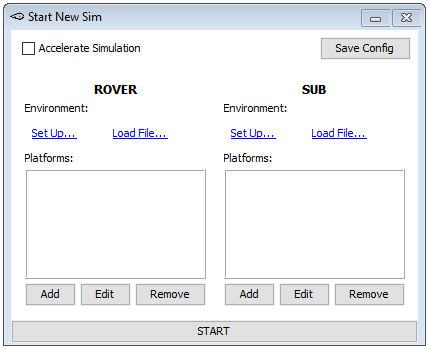 Start New Sim
Accelerate Simulation
Save Config
ROVER
Environment:
Set Up...
Load File...
Platforms:
Add
Edit
Remove
SUB
Environment:
Set Up...
Load File...
Platforms:
Add
Edit
Remove
START